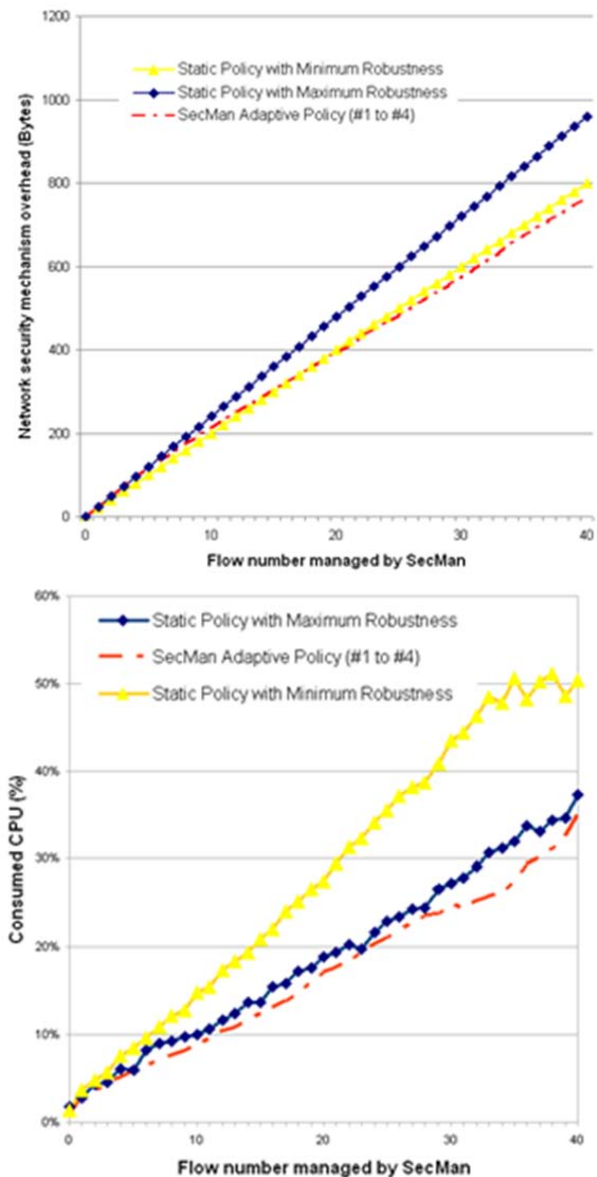 1200
1000
800
600
400
200
0
Network security mechanism overhead (Bytes)
Static Policy with Minimum Robustness
Static Policy with Maximum Robustness
SecMan Adaptive Policy (#1 to #4)
0 10 20 30 40
Flow number managed by SecMan
60%
50%
40%
30%
20%
10%
0%
Consumed CPU (%)
Static Policy with Maximum Robustness
SecMan Adaptive Policy (#1 to #4)
Static Policy with Minimum Robustness
0 10 20 30 40
Flow number managed by SecMan